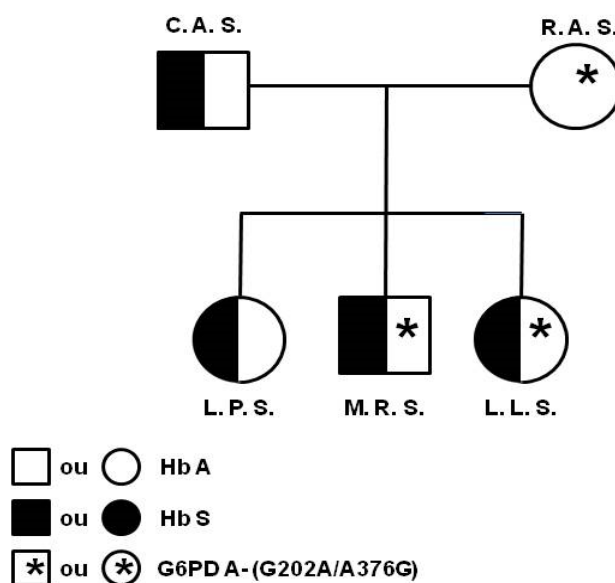 C. A. S.
R. A. S.
*
*
*
L. P. S.
M. R. S.
L. L. S.
ou Hb A
ou Hb S
* ou * G6PD A- (G202A/A376G)